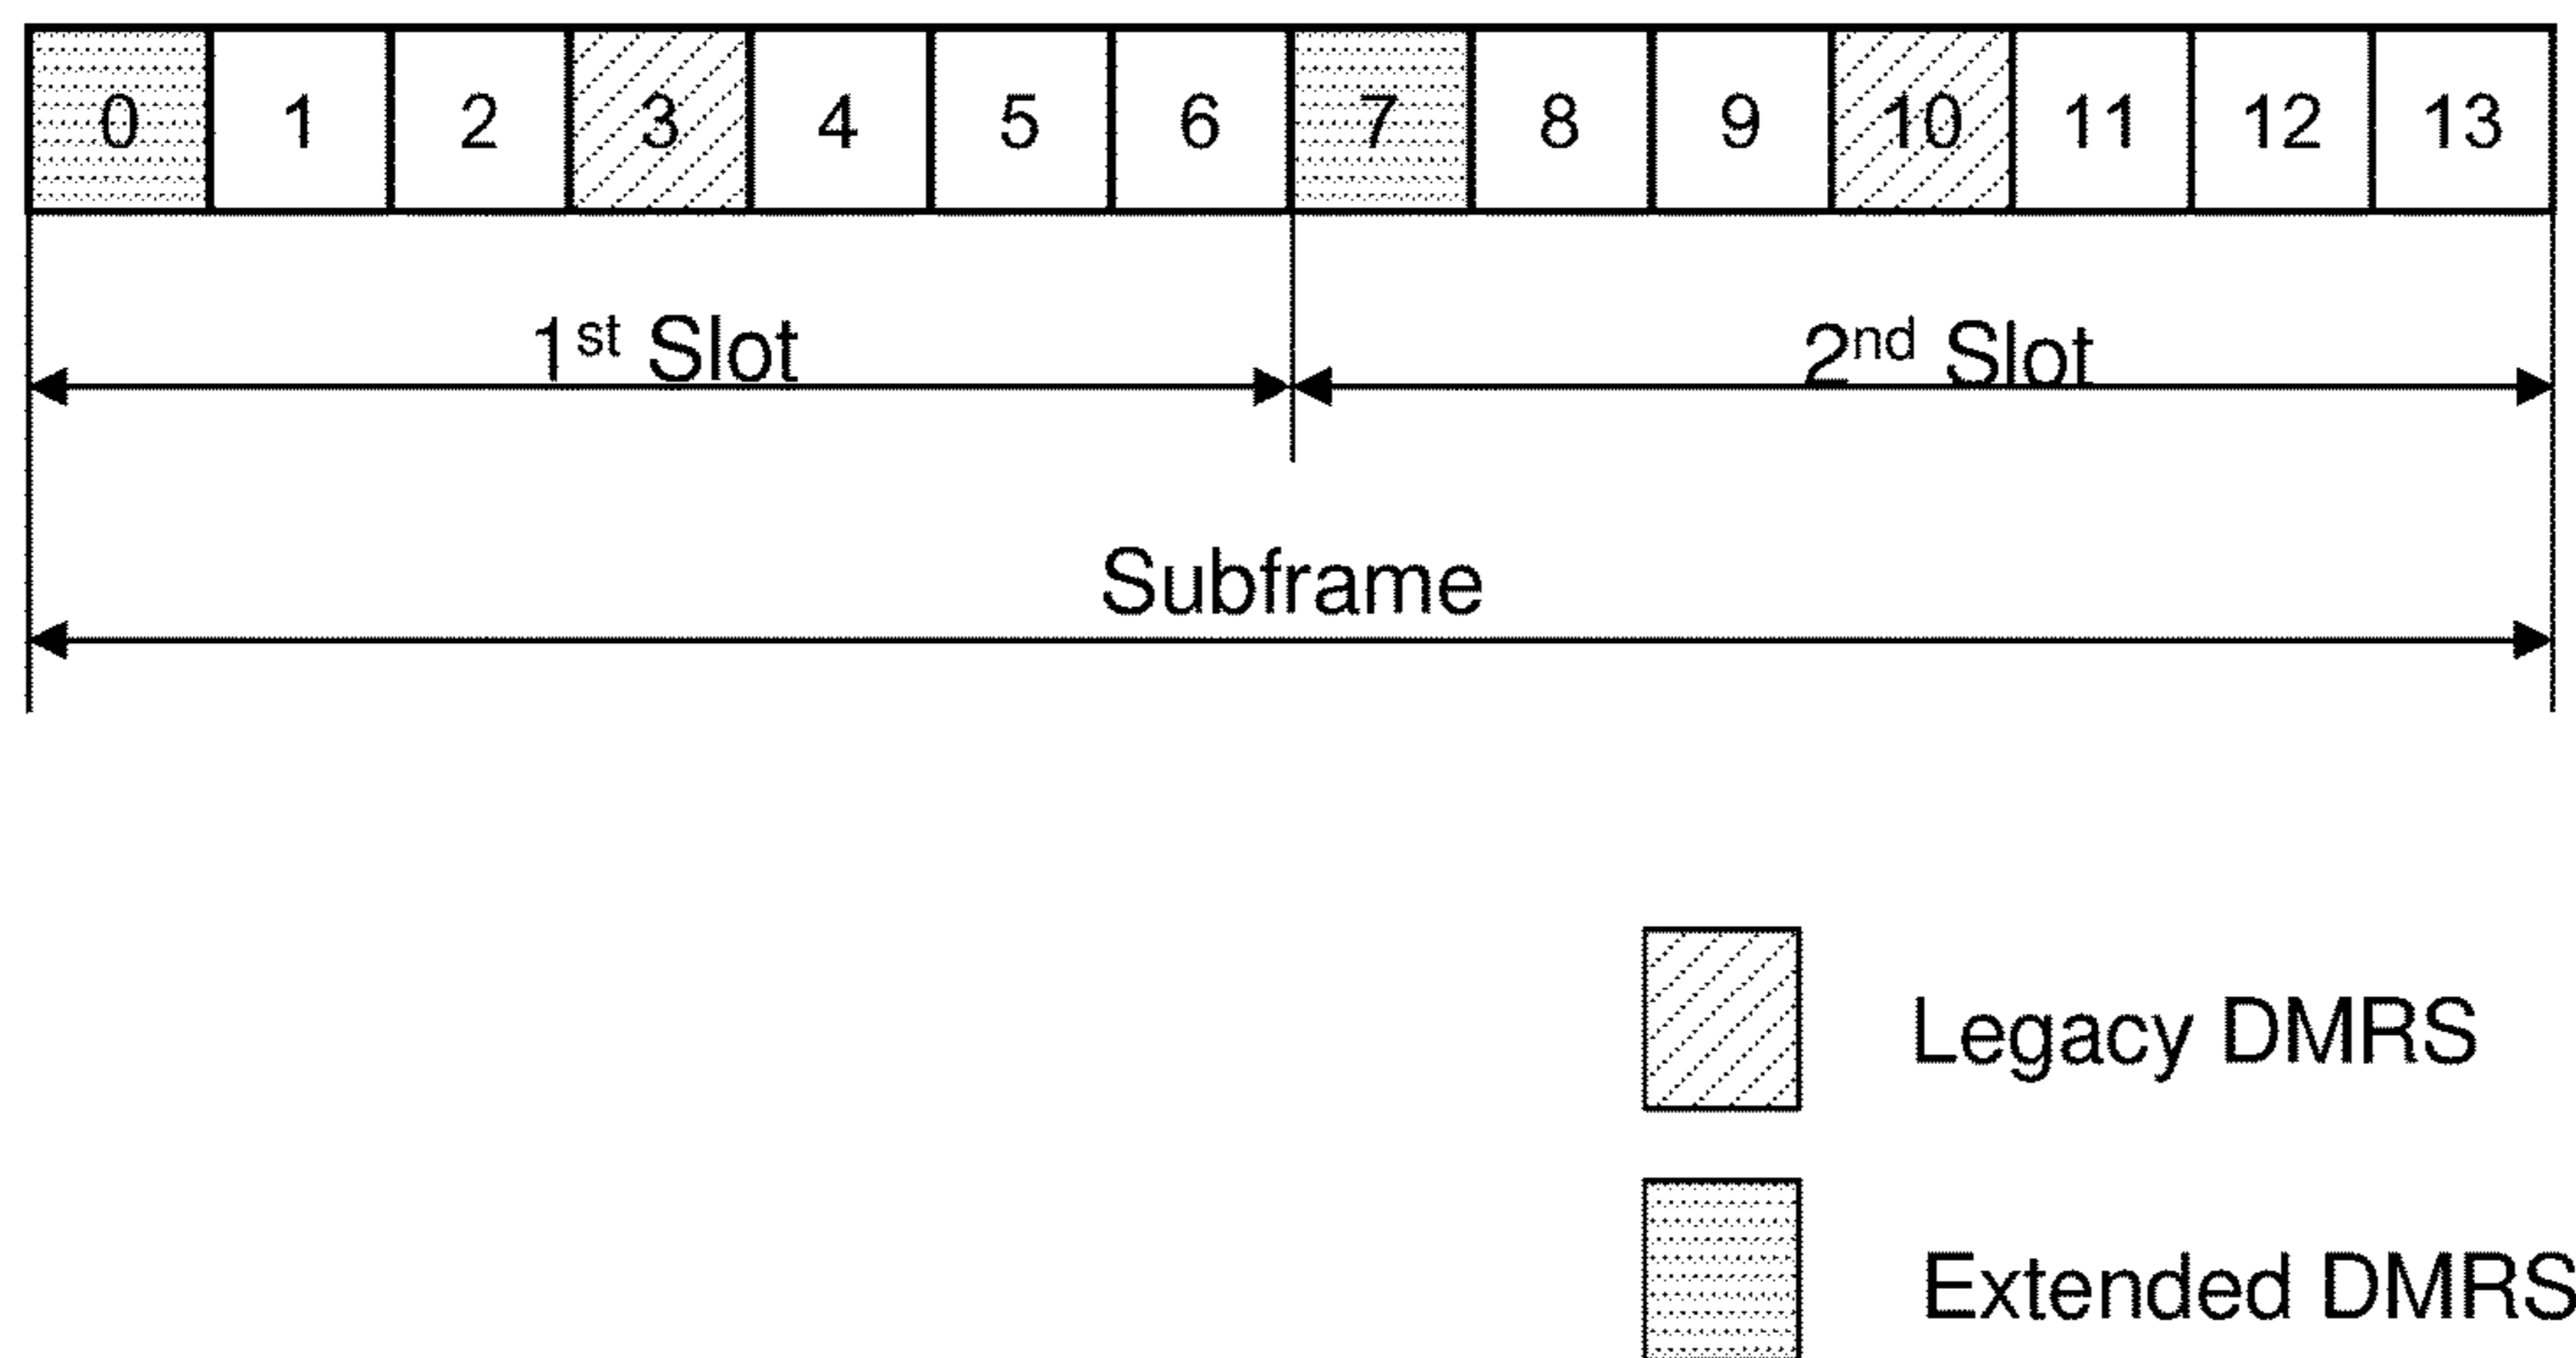 0 1 2 3 4 5 6 7 8 9 10 11 12 13
1st Slot 2nd Slot
Subframe
Legacy DMRS
Extended DMRS